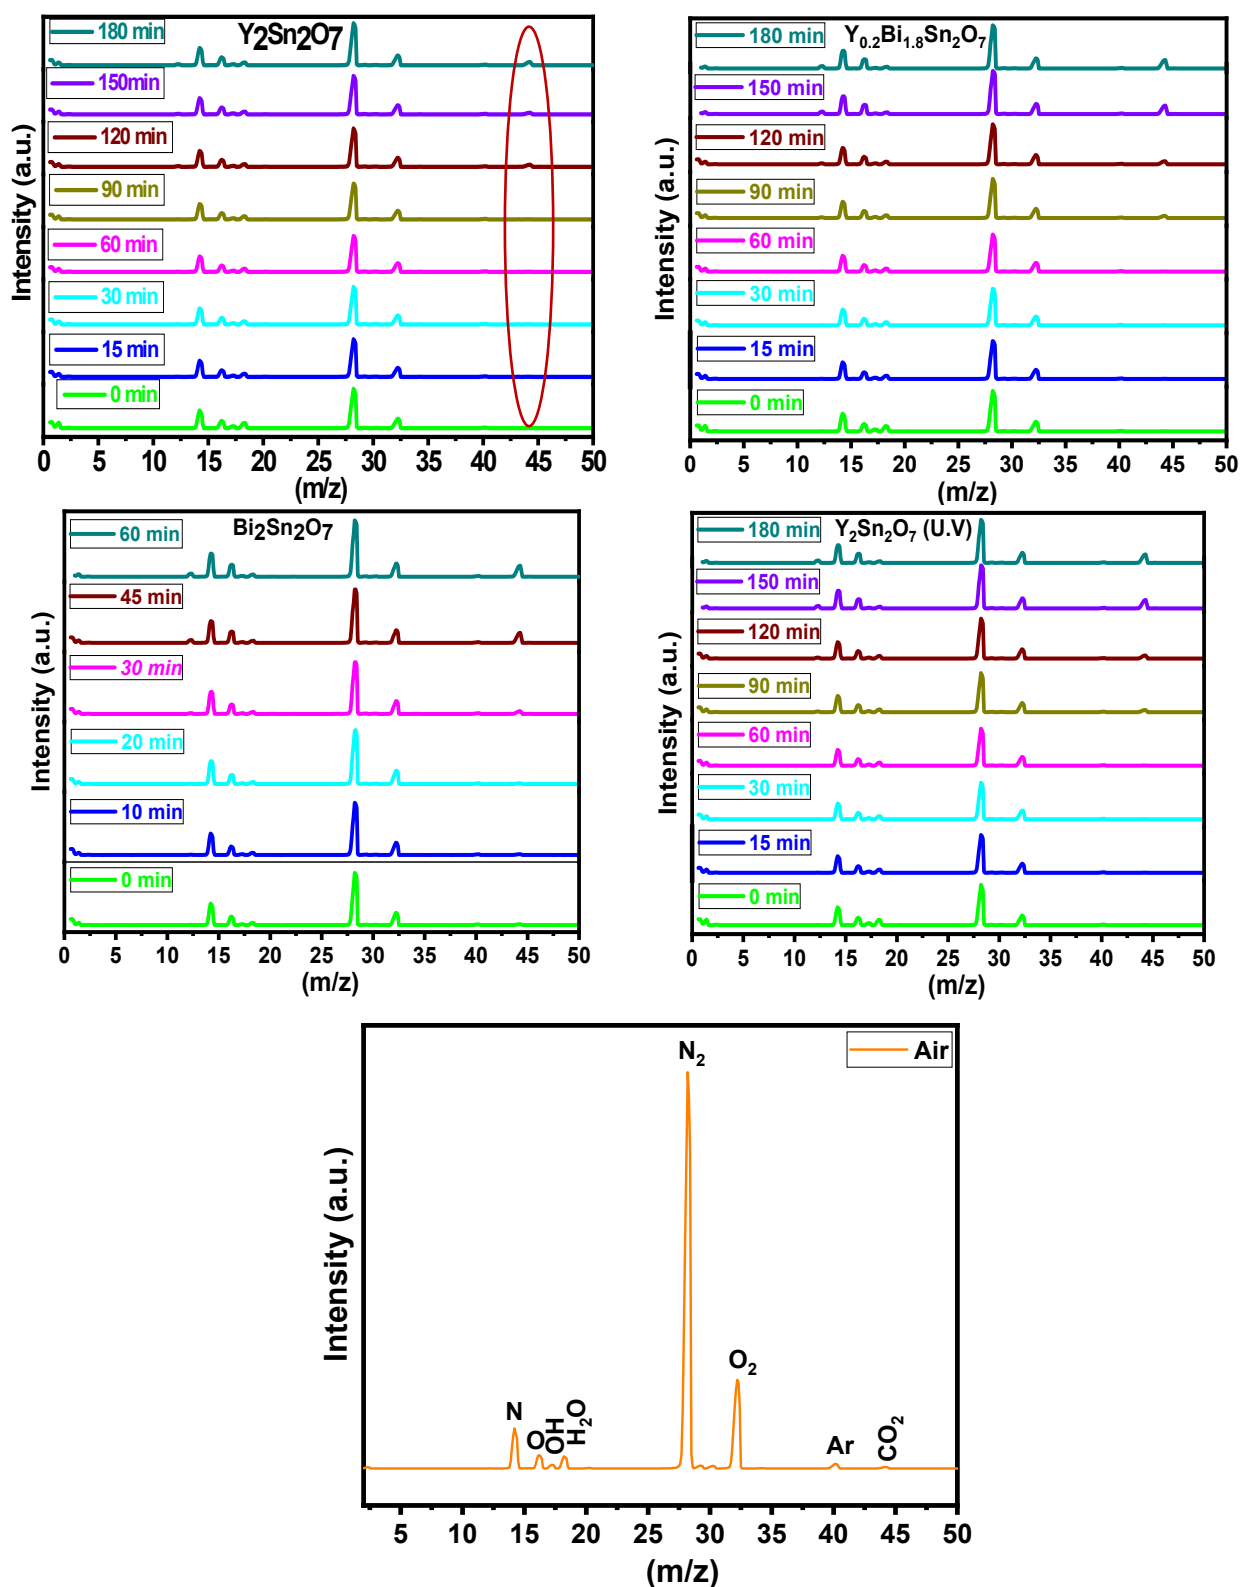 Y2Sn2O7
180 min
150min
120 min
90 min
60 min
30 min
15 min
0 min
Intensity (a.u.)
0 5 10 15 20 25 30 35 40 45 50
(m/z)
Y0.2Bi1.8Sn2O7
180 min
150 min
120 min
90 min
60 min
30 min
15 min
0 min
Intensity (a.u.)
0 5 10 15 20 25 30 35 40 45 50
(m/z)
Bi2Sn2O7
60 min
45 min
30 min
20 min
10 min
0 min
Intensity (a.u.)
0 5 10 15 20 25 30 35 40 45 50
(m/z)
Y2Sn2O7 (U.V)
180 min
150 min
120 min
90 min
60 min
30 min
15 min
0 min
Intensity (a.u.)
0 5 10 15 20 25 30 35 40 45 50
(m/z)
Air
N2
O2
N
O
OH
H2O
Ar
CO2
Intensity (a.u.)
5 10 15 20 25 30 35 40 45 50
(m/z)